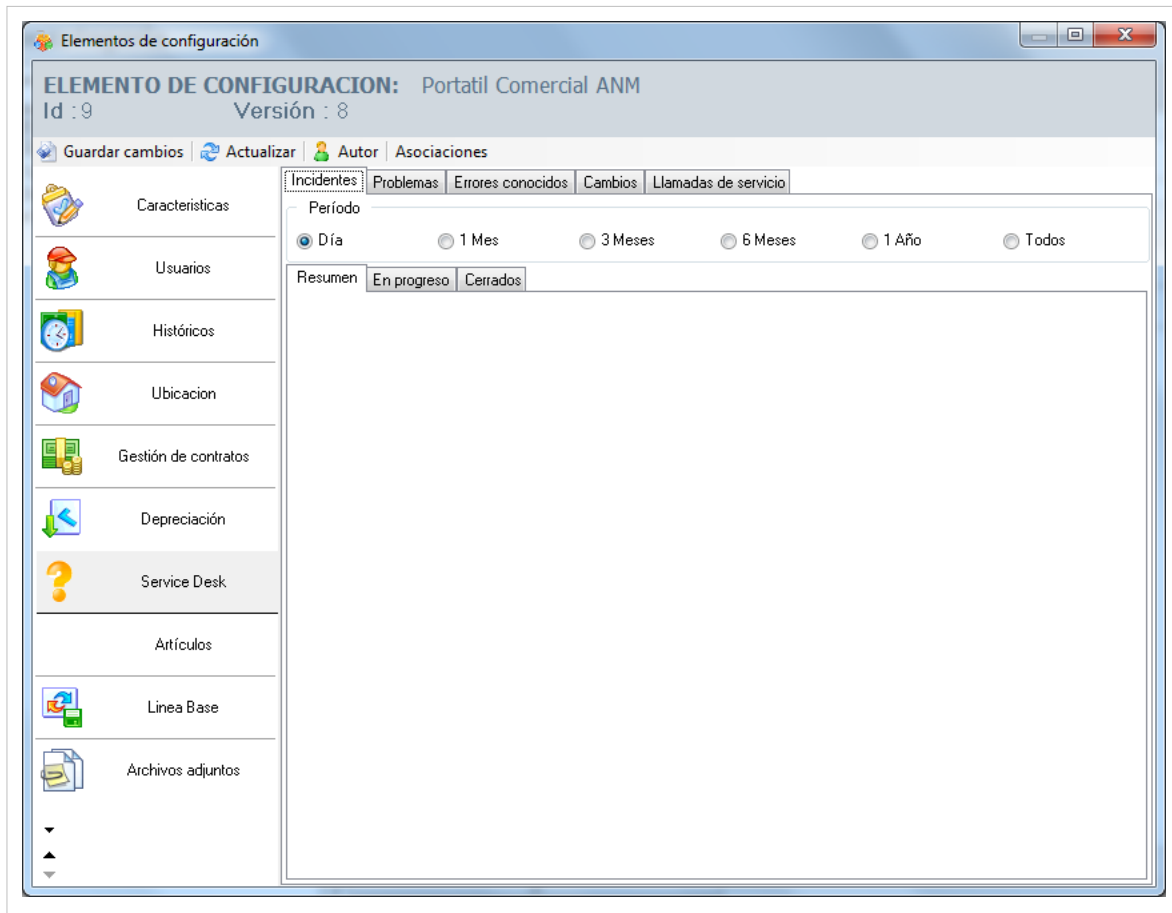 Elementos de configuración
ELEMENTO DE CONFIGURACION: Portatil Comercial ANM
Id : 9 Versión : 8
Guardar cambios Actualizar Autor Asociaciones
Caracteristicas
Usuarios
Históricos
Ubicacion
Gestión de contratos
Depreciación
Service Desk
Artículos
Linea Base
Archivos adjuntos
Incidentes Problemas Errores conocidos Cambios Llamadas de servicio
Período
Día 1 Mes 3 Meses 6 Meses 1 Año Todos
Resumen En progreso Cerrados